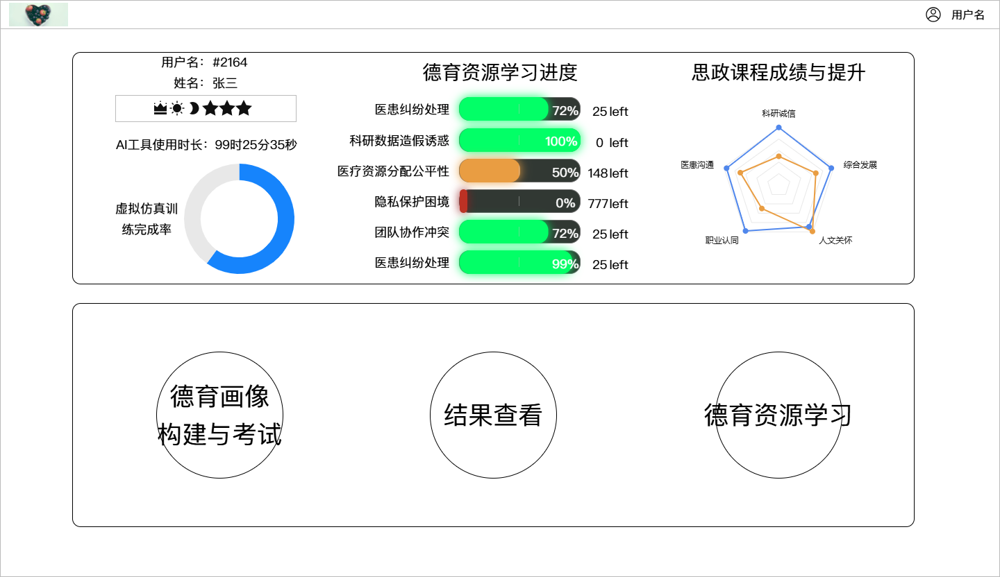 用户名
用户名：#2164
姓名：张三
AI工具使用时长：99时25分35秒
虚拟仿真训
练完成率
德育资源学习进度
医患纠纷处理 72% 25 left
科研数据造假诱惑 100% 0 left
医疗资源分配公平性 50% 148 left
隐私保护困境 0% 777 left
团队协作冲突 72% 25 left
医患纠纷处理 99% 25 left
思政课程成绩与提升
科研诚信
医患沟通
综合发展
职业认同
人文关怀
德育画像
构建与考试
结果查看
德育资源学习